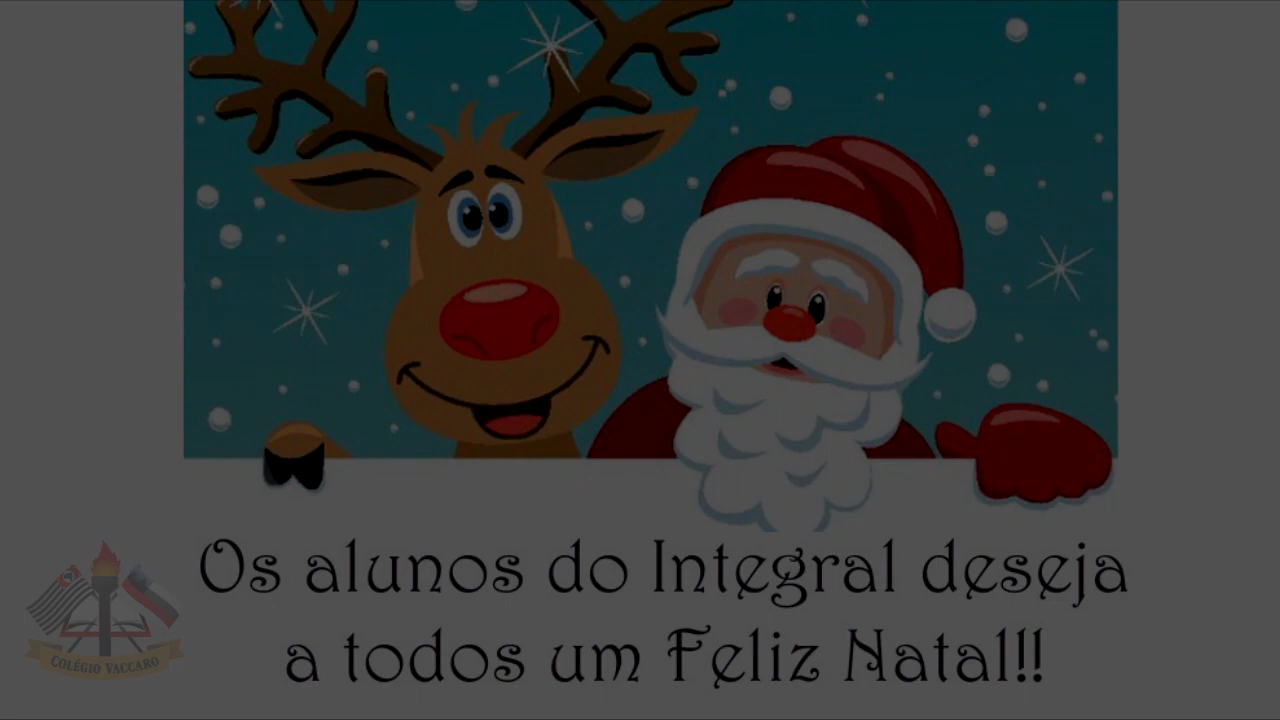 Os alunos do Integral deseja
a todos um Feliz Natal!!
COLÉGIO VACCARO